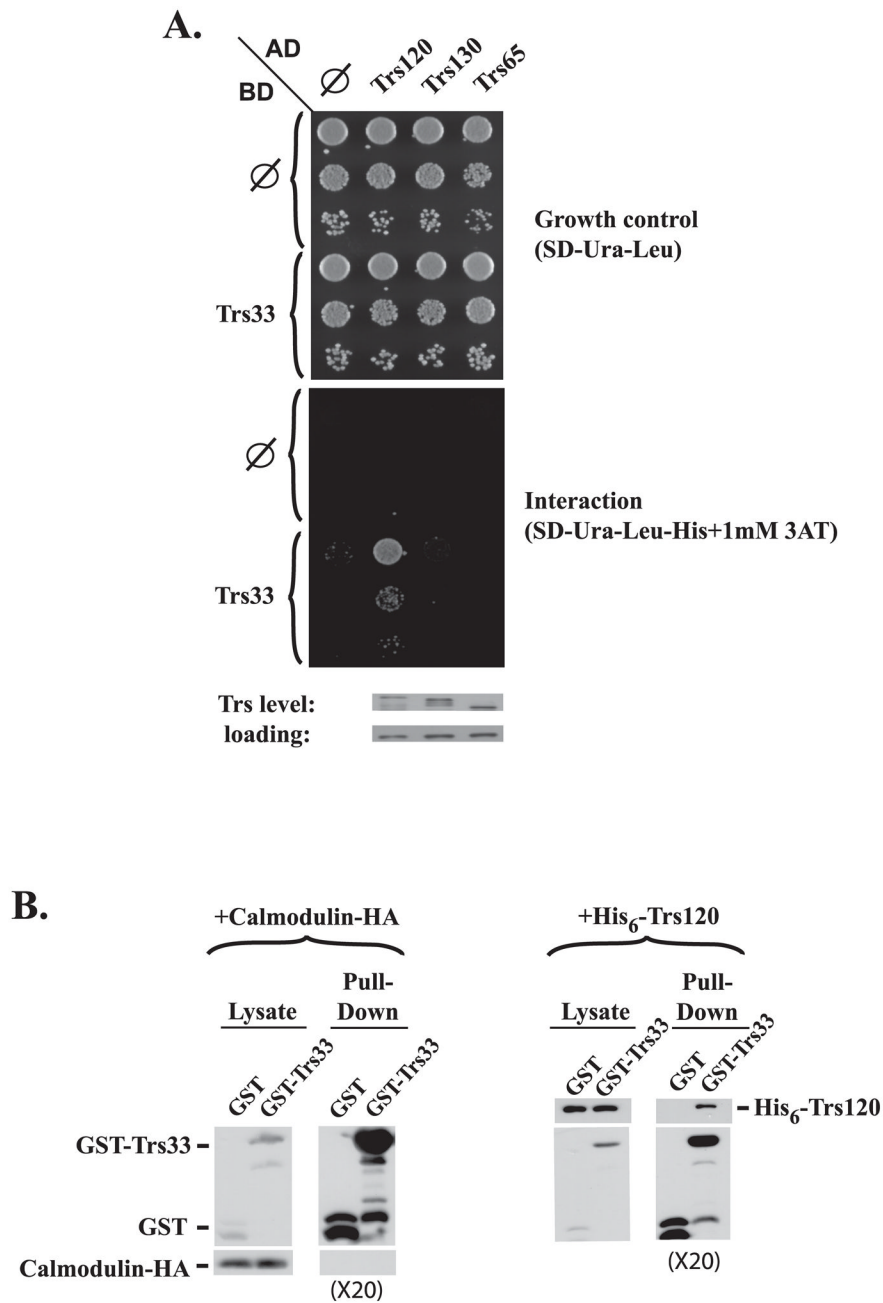 A.
AD
BD
∅ Trs120 Trs130 Trs65
∅
Growth control
(SD-Ura-Leu)
Trs33
∅
Interaction
(SD-Ura-Leu-His+1mM 3AT)
Trs33
Trs level:
loading:
B.
+Calmodulin-HA
+His6-Trs120
Lysate
Pull-
Down
Lysate
Pull-
Down
GST GST-Trs33 GST GST-Trs33
GST GST-Trs33 GST GST-Trs33
His6-Trs120
GST-Trs33
GST
Calmodulin-HA
(X20)
(X20)